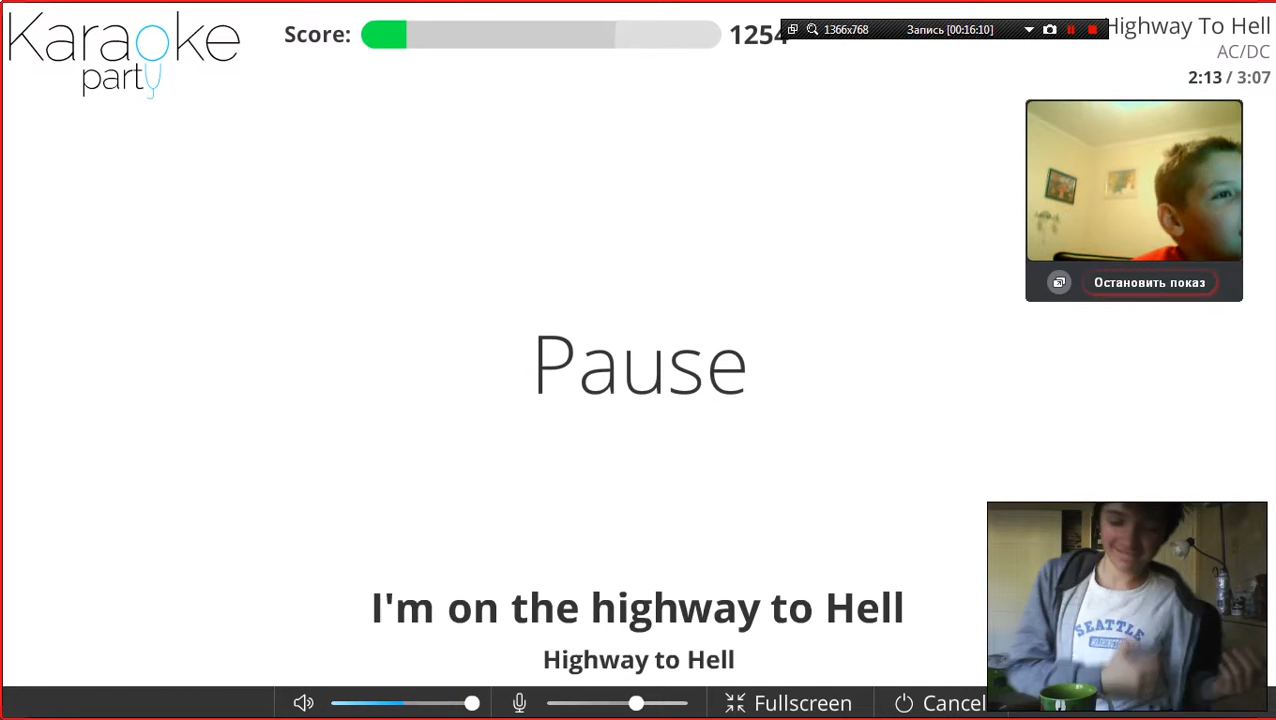 Karaoke
party
Score:
1254
1366x768
Запись [00:16:10]
Highway To Hell
AC/DC
2:13 / 3:07
Остановить показ
Pause
SEATTLE
I'm on the highway to Hell
Highway to Hell
Fullscreen
Cancel